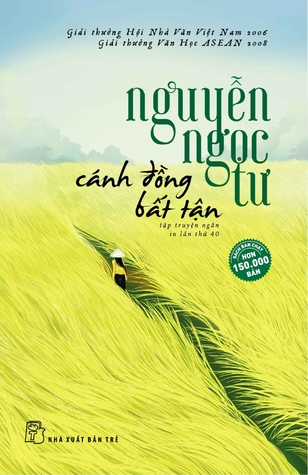 Giải thưởng Hội Nhà Văn Việt Nam 2006
Giải thưởng Văn Học ASEAN 2008
nguyễn
ngọc
tư
cánh đồng
bất tận
tập truyện ngắn
in lần thứ 40
SÁCH BÁN CHẠY
HƠN
150.000
BẢN
NHÀ XUẤT BẢN TRẺ